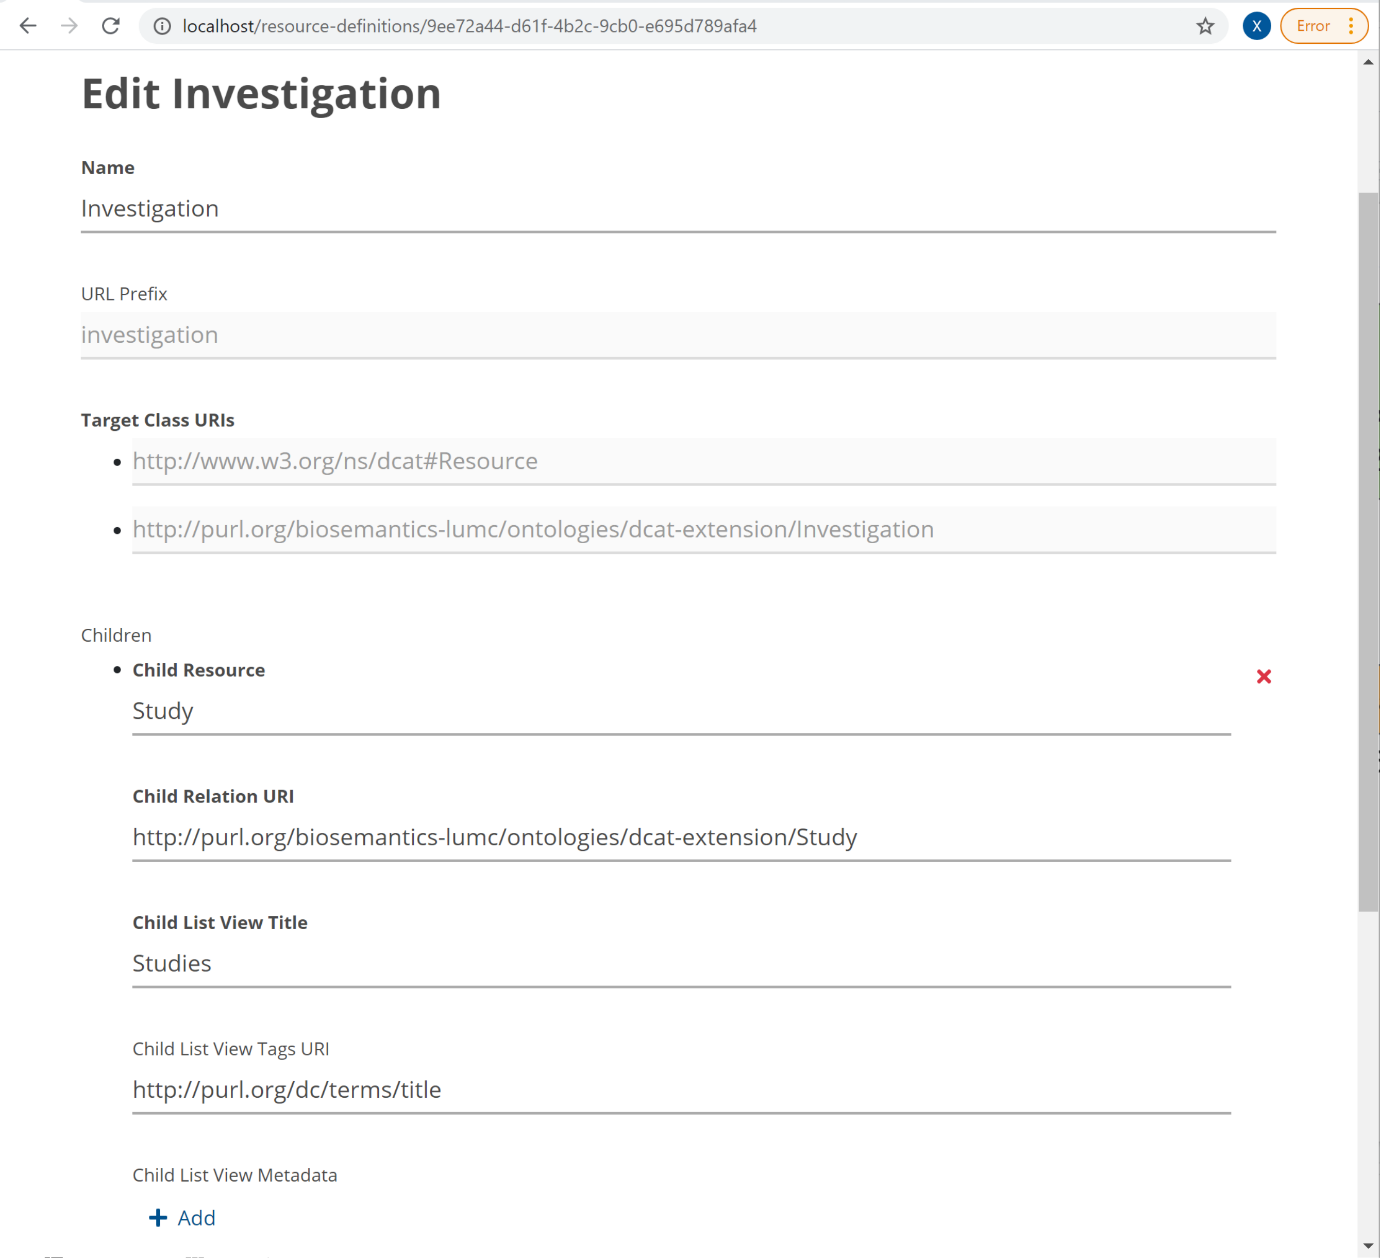 localhost/resource-definitions/9ee72a44-d61f-4b2c-9cb0-e695d789afa4
X
Error
Edit Investigation
Name
Investigation
URL Prefix
investigation
Target Class URIs
http://www.w3.org/ns/dcat#Resource
http://purl.org/biosemantics-lumc/ontologies/dcat-extension/Investigation
Children
Child Resource
Study
Child Relation URI
http://purl.org/biosemantics-lumc/ontologies/dcat-extension/Study
Child List View Title
Studies
Child List View Tags URI
http://purl.org/dc/terms/title
Child List View Metadata
Add